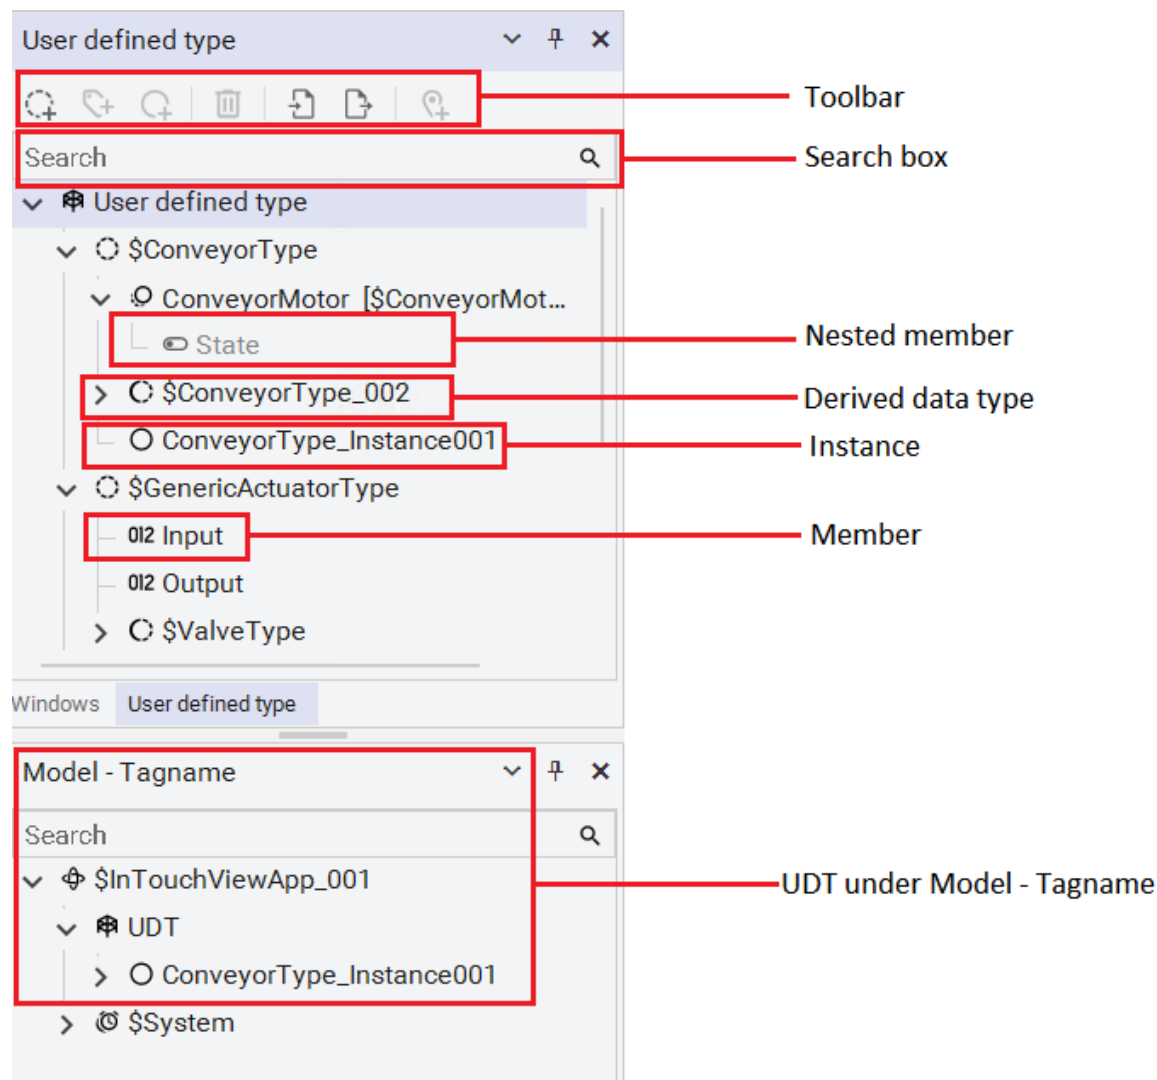 User defined type
Toolbar
Search
Search box
User defined type
$ConveyorType
ConveyorMotor [$ConveyorMot...
State
Nested member
$ConveyorType_002
Derived data type
ConveyorType_Instance001
Instance
$GenericActuatorType
012 Input
Member
012 Output
$ValveType
Windows
User defined type
Model - Tagname
Search
$InTouchViewApp_001
UDT under Model - Tagname
UDT
ConveyorType_Instance001
$System